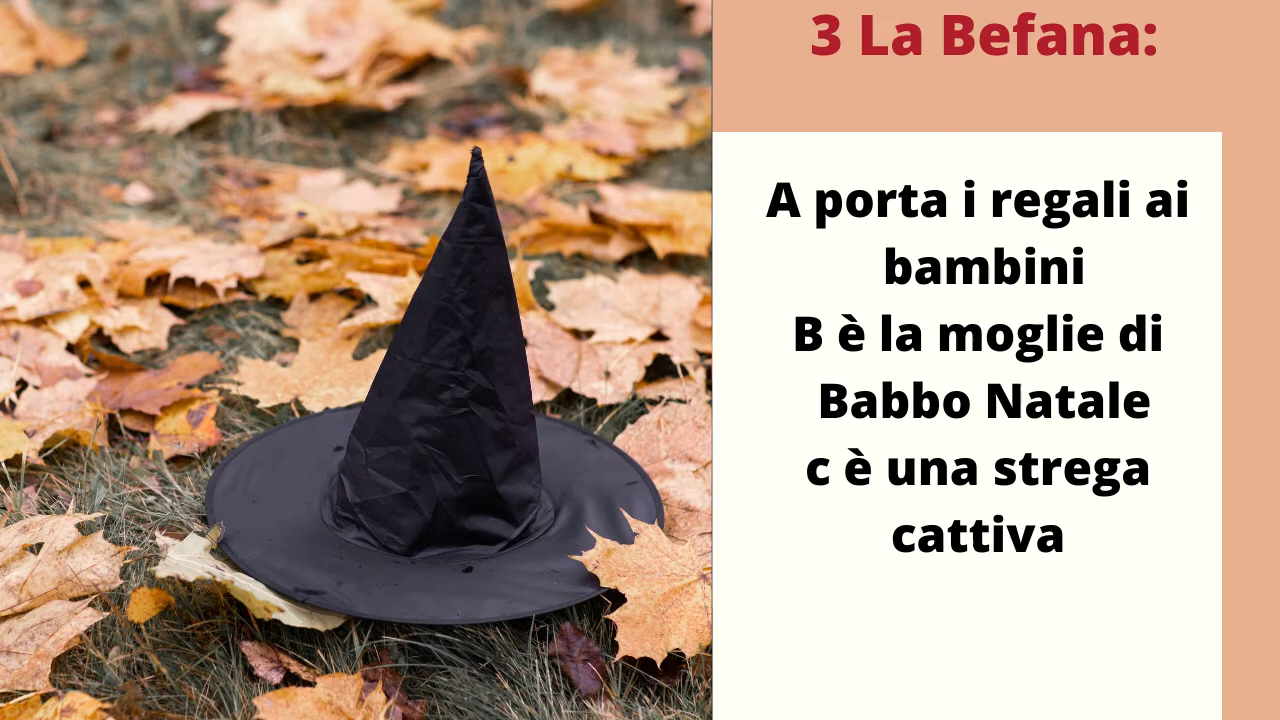 3 La Befana:
A porta i regali ai
bambini
B è la moglie di
Babbo Natale
c è una strega
cattiva